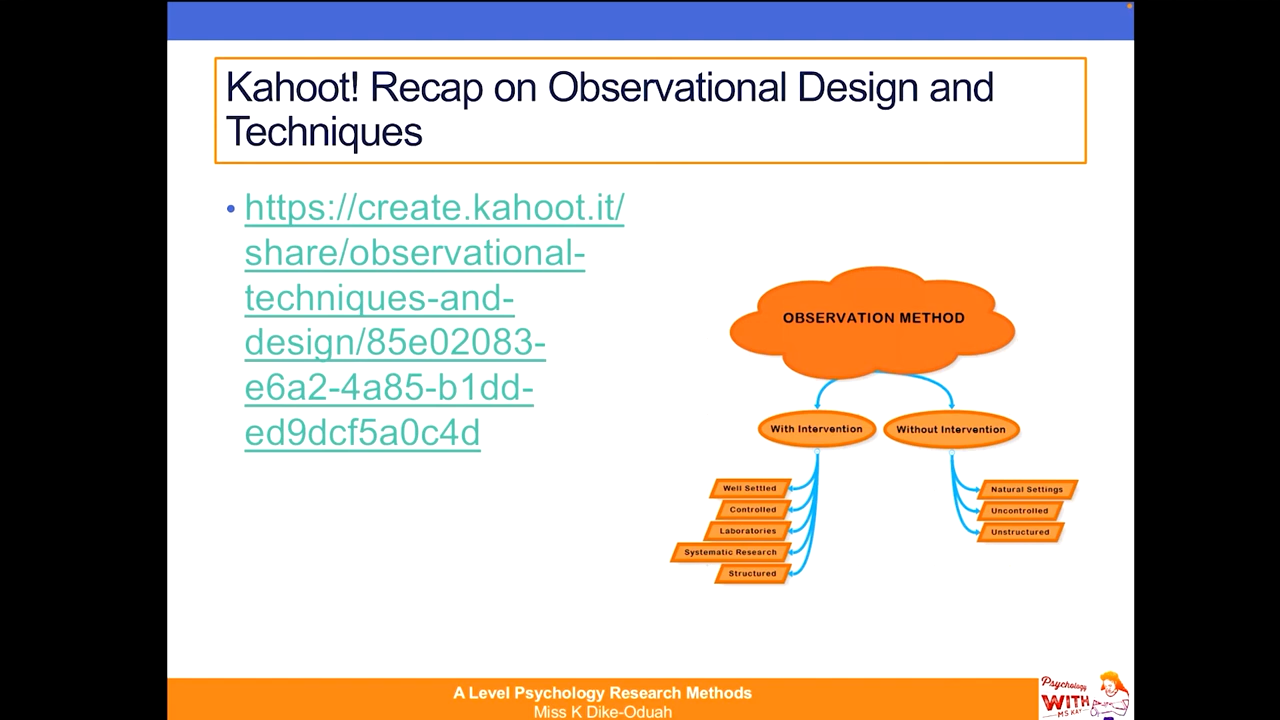 Kahoot! Recap on Observational Design and
Techniques
• https://create.kahoot.it/
share/observational-
techniques-and-
design/85e02083-
e6a2-4a85-b1dd-
ed9dcf5a0c4d
OBSERVATION METHOD
With Intervention
Without Intervention
Well Settled
Controlled
Laboratories
Systematic Research
Structured
Natural Settings
Uncontrolled
Unstructured
A Level Psychology Research Methods
Miss K Dike-Oduah
Psychology
WITH
MS KAY